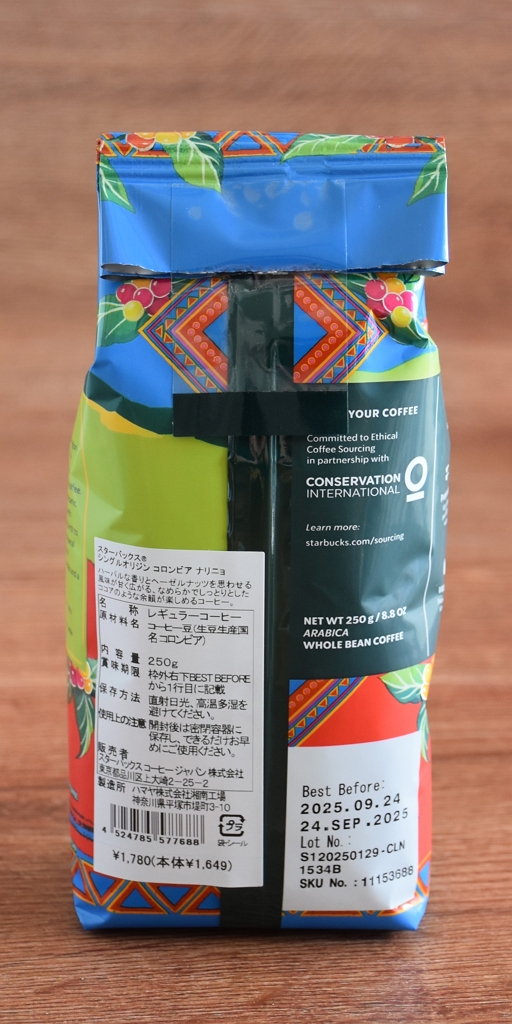 YOUR COFFEE
Committed to Ethical
Coffee Sourcing
in partnership with
CONSERVATION
INTERNATIONAL
Learn more:
starbucks.com/sourcing
NET WT 250 g / 8.8 OZ
ARABICA
WHOLE BEAN COFFEE
スターバックス®
シングルオリジン コロンビア ナリニョ
ハーバルな香りとヘーゼルナッツを思わせる
風味が甘く広がる、なめらかでしっとりとした
ココアのような余韻が楽しめるコーヒー。
名称 レギュラーコーヒー
原材料名 コーヒー豆(生豆生産国
名 コロンビア)
内容量 250g
賞味期限 枠外右下BEST BEFORE
から1行目に記載
保存方法 直射日光、高温多湿を
避けてください。
使用上の注意 開封後は密閉容器に
保存し、できるだけお早
めにご使用ください。
販売者
スターバックス コーヒー ジャパン 株式会社
東京都品川区上大崎2-25-2
製造所 ハマヤ株式会社湘南工場
神奈川県平塚市堤町3-10
4 524785 577688
プラ
袋・シール
¥1,780(本体¥1,649)
Best Before:
2025.09.24
24.SEP.2025
Lot No.:
S120250129-CLN
1534B
SKU No. : 11153688